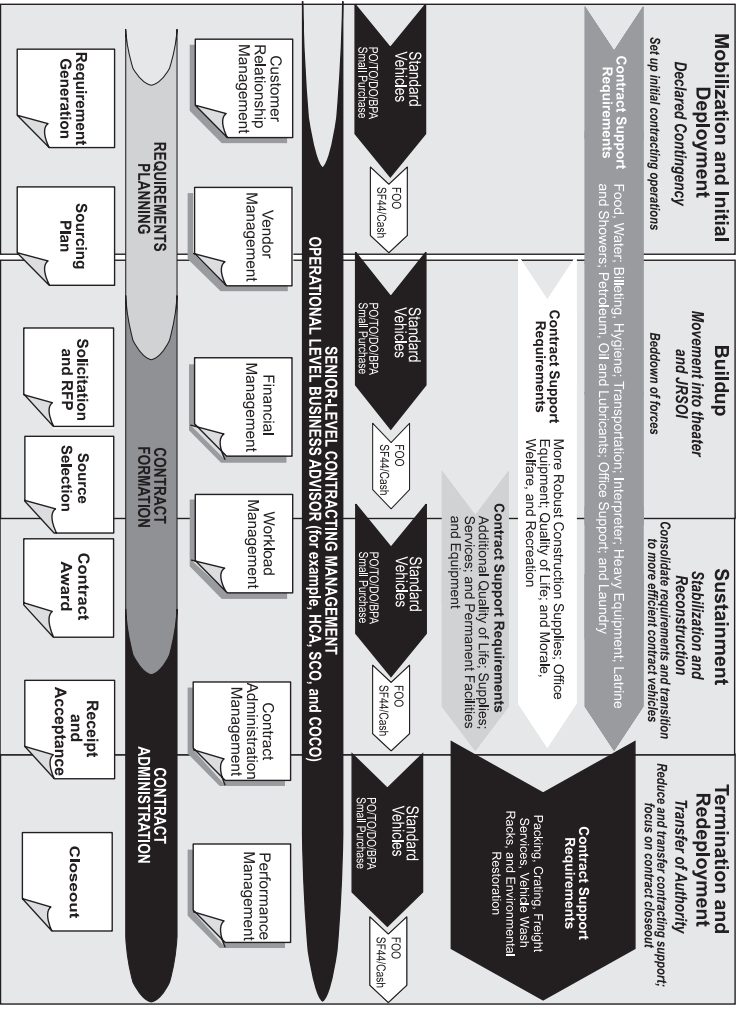 Mobilization and Initial
Deployment
Declared Contingency
Set up initial contracting operations
Buildup
Movement into theater
and JRSOI
Beddown of forces
Sustainment
Stabilization and
Reconstruction
Consolidate requirements and transition
to more efficient contract vehicles
Termination and
Redeployment
Transfer of Authority
Reduce and transfer contracting support;
focus on contract closeout
Contract Support
Requirements
Food, Water; Billeting, Hygiene; Transportation; Interpreter, Heavy Equipment; Latrine
and Showers; Petroleum, Oil and Lubricants; Office Support; and Laundry
Contract Support
Requirements
More Robust Construction Supplies; Office
Equipment; Quality of Life; and Morale,
Welfare, and Recreation
Contract Support Requirements
Additional Quality of Life; Supplies;
Services; and Permanent Facilities
and Equipment
Contract Support
Requirements
Packing, Crating, Freight
Services, Vehicle Wash
Racks, and Environmental
Restoration
Standard
Vehicles
PO/TO/DO/BPA
Small Purchase
FOO
SF44/Cash
Standard
Vehicles
PO/TO/DO/BPA
Small Purchase
FOO
SF44/Cash
Standard
Vehicles
PO/TO/DO/BPA
Small Purchase
FOO
SF44/Cash
Standard
Vehicles
PO/TO/DO/BPA
Small Purchase
FOO
SF44/Cash
SENIOR-LEVEL CONTRACTING MANAGEMENT
OPERATIONAL LEVEL BUSINESS ADVISOR (for example, HCA, SCO, and COCO)
Customer
Relationship
Management
Vendor
Management
Financial
Management
Workload
Management
Contract
Administration
Management
Performance
Management
REQUIREMENTS
PLANNING
CONTRACT
FORMATION
CONTRACT
ADMINISTRATION
Requirement
Generation
Sourcing
Plan
Solicitation
and RFP
Source
Selection
Contract
Award
Receipt
and
Acceptance
Closeout